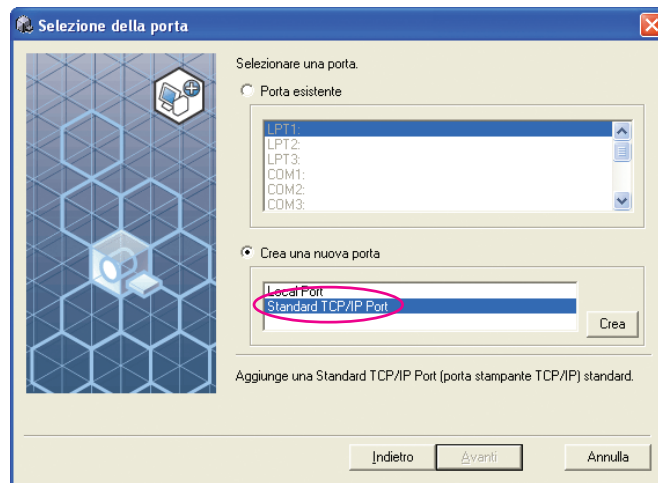 Selezione della porta
Selezionare una porta.
Porta esistente
LPT1:
LPT2:
LPT3:
COM1:
COM2:
COM3:
Crea una nuova porta
Local Port
Standard TCP/IP Port
Crea
Aggiunge una Standard TCP/IP Port (porta stampante TCP/IP) standard.
Indietro
Avanti
Annulla